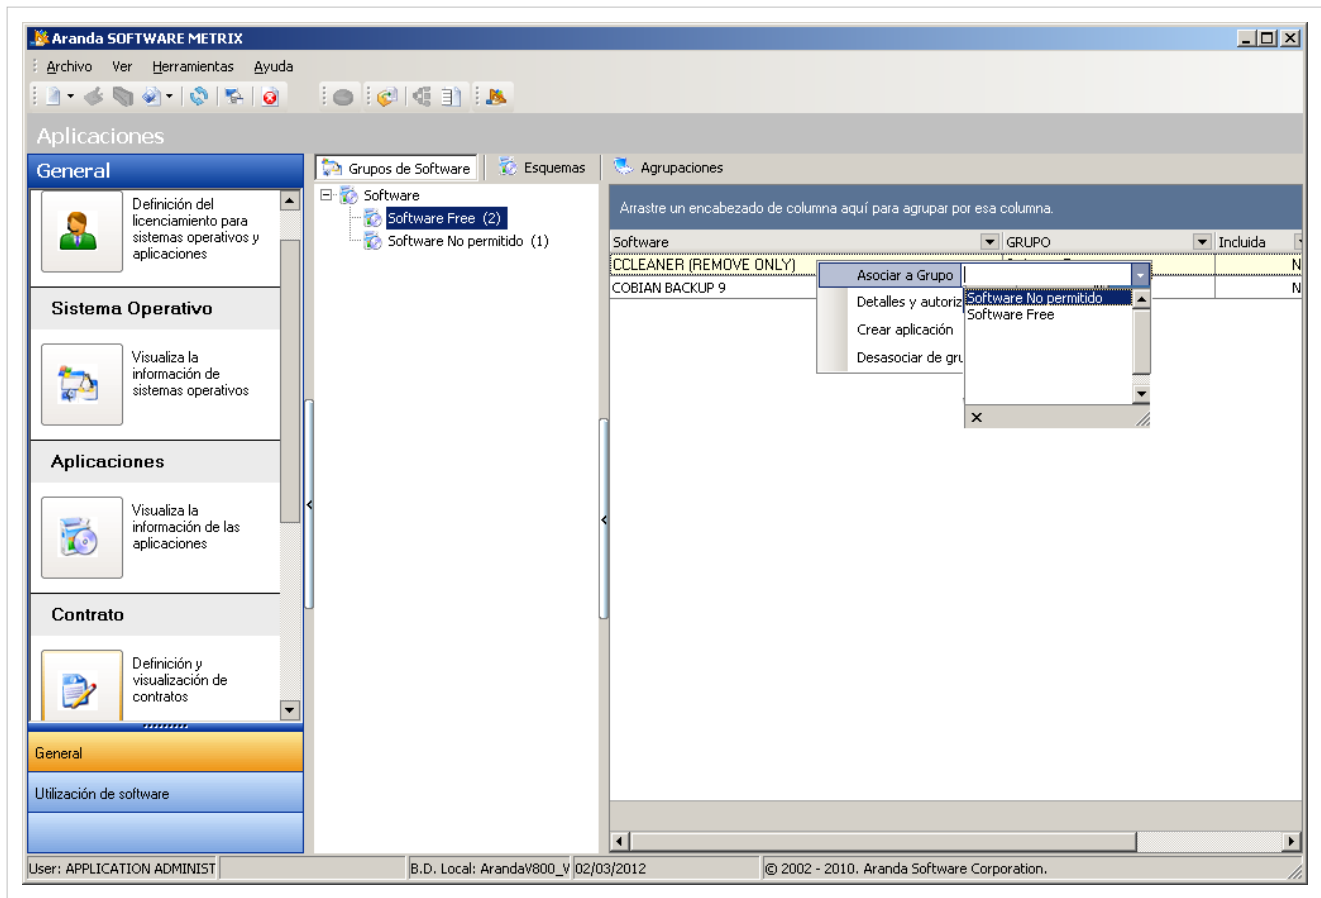 Aranda SOFTWARE METRIX
Archivo Ver Herramientas Ayuda
Aplicaciones
General
Definición del
licenciamiento para
sistemas operativos y
aplicaciones
Sistema Operativo
Visualiza la
información de
sistemas operativos
Aplicaciones
Visualiza la
información de las
aplicaciones
Contrato
Definición y
visualización de
contratos
General
Utilización de software
Grupos de Software Esquemas Agrupaciones
Software
Software Free (2)
Software No permitido (1)
Arrastre un encabezado de columna aquí para agrupar por esa columna.
Software GRUPO Incluida
CCLEANER (REMOVE ONLY) N
COBIAN BACKUP 9 N
Asociar a Grupo
Detalles y autoriz
Crear aplicación
Desasociar de gru
Software No permitido
Software Free
User: APPLICATION ADMINIST B.D. Local: ArandaV800_V 02/03/2012 © 2002 - 2010. Aranda Software Corporation.